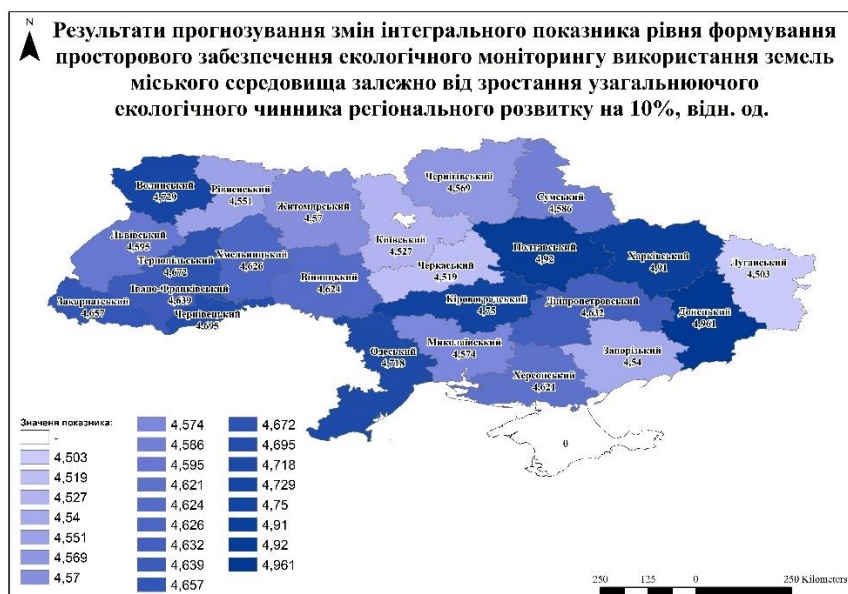 N
Результати прогнозування змін інтегрального показника рівня формування
просторового забезпечення екологічного моніторингу використання земель
міського середовища залежно від зростання узагальнюючого
екологічного чинника регіонального розвитку на 10%, відн. од.
Волинський
4,729
Рівненський
4,551
Житомирський
4,57
Чернігівський
4,569
Сумський
4,586
Львівський
4,595
Тернопільський
4,672
Хмельницький
4,626
Київський
4,527
Полтавський
4,92
Харківський
4,91
Луганський
4,503
Закарпатський
4,657
Івано-Франківський
4,639
Чернівецький
4,695
Вінницький
4,624
Черкаський
4,519
Кіровоградський
4,75
Дніпропетровський
4,632
Донецький
4,961
Одеський
4,718
Миколаївський
4,574
Херсонський
4,621
Запорізький
4,54
0
Значеня показника:
-
4,503
4,519
4,527
4,54
4,551
4,569
4,57
4,574
4,586
4,595
4,621
4,624
4,626
4,632
4,639
4,657
4,672
4,695
4,718
4,729
4,75
4,91
4,92
4,961
250 125 0 250 Kilometers